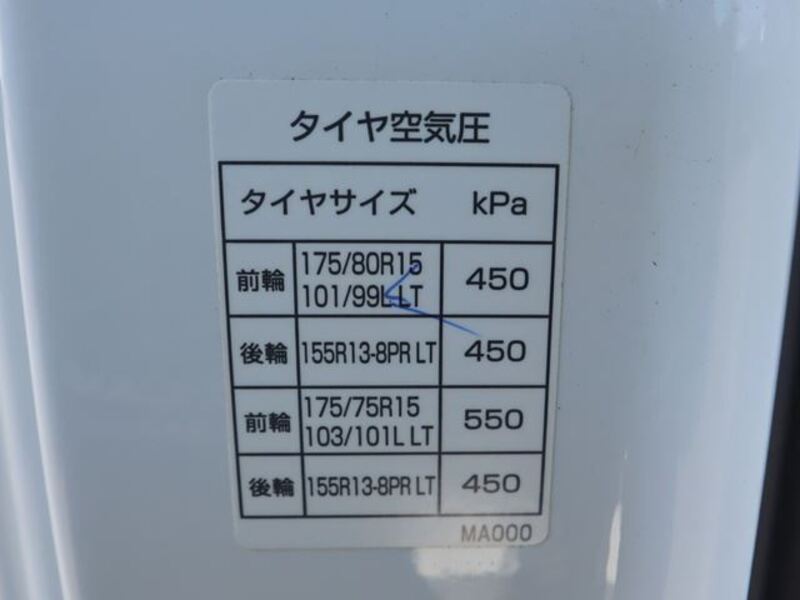 タイヤ空気圧
タイヤサイズ kPa
前輪 175/80R15 101/99L LT 450
後輪 155R13-8PR LT 450
前輪 175/75R15 103/101L LT 550
後輪 155R13-8PR LT 450
MA000